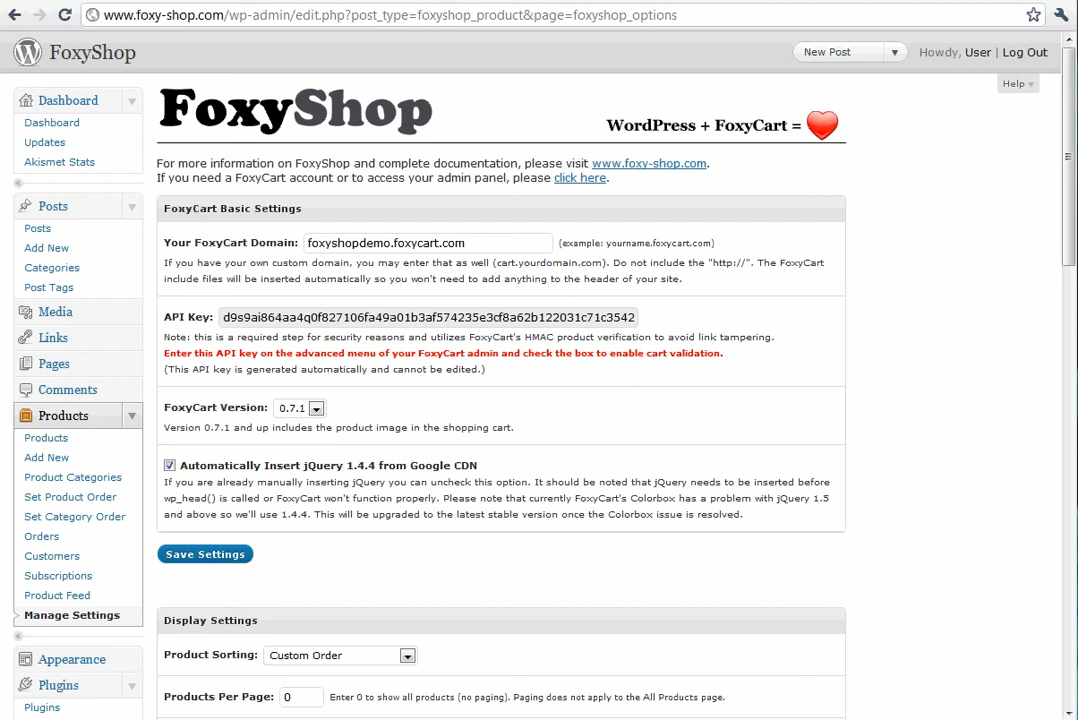 www.foxy-shop.com/wp-admin/edit.php?post_type=foxyshop_product&page=foxyshop_options
FoxyShop
New Post
Howdy, User | Log Out
Help
Dashboard
Dashboard
Updates
Akismet Stats
Posts
Posts
Add New
Categories
Post Tags
Media
Links
Pages
Comments
Products
Products
Add New
Product Categories
Set Product Order
Set Category Order
Orders
Customers
Subscriptions
Product Feed
Manage Settings
Appearance
Plugins
Plugins
FoxyShop
WordPress + FoxyCart =
For more information on FoxyShop and complete documentation, please visit www.foxy-shop.com.
If you need a FoxyCart account or to access your admin panel, please click here.
FoxyCart Basic Settings
Your FoxyCart Domain: foxyshopdemo.foxycart.com (example: yourname.foxycart.com)
If you have your own custom domain, you may enter that as well (cart.yourdomain.com). Do not include the "http://". The FoxyCart
include files will be inserted automatically so you won't need to add anything to the header of your site.
API Key: d9s9ai864aa4q0f827106fa49a01b3af574235e3cf8a62b122031c71c3542
Note: this is a required step for security reasons and utilizes FoxyCart's HMAC product verification to avoid link tampering.
Enter this API key on the advanced menu of your FoxyCart admin and check the box to enable cart validation.
(This API key is generated automatically and cannot be edited.)
FoxyCart Version: 0.7.1
Version 0.7.1 and up includes the product image in the shopping cart.
Automatically Insert jQuery 1.4.4 from Google CDN
If you are already manually inserting jQuery you can uncheck this option. It should be noted that jQuery needs to be inserted before
wp_head() is called or FoxyCart won't function properly. Please note that currently FoxyCart's Colorbox has a problem with jQuery 1.5
and above so we'll use 1.4.4. This will be upgraded to the latest stable version once the Colorbox issue is resolved.
Save Settings
Display Settings
Product Sorting: Custom Order
Products Per Page: 0 Enter 0 to show all products (no paging). Paging does not apply to the All Products page.